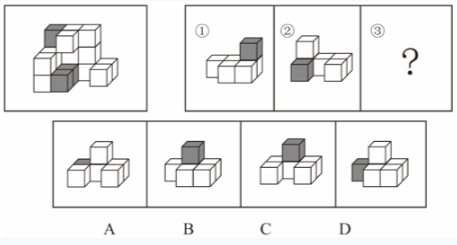 ① ② ③
?
A B C D